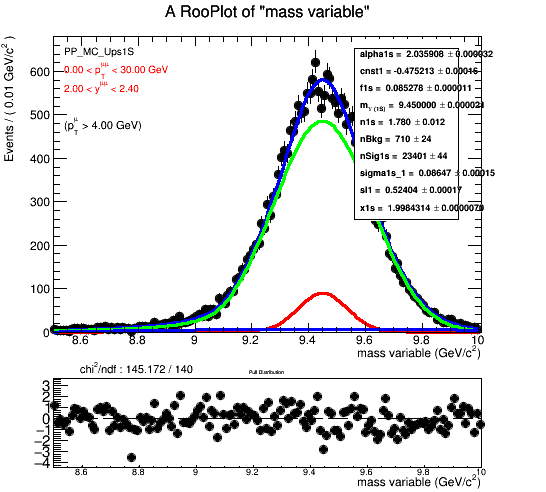 A RooPlot of "mass variable"
Events / ( 0.01 GeV/c² )
PP_MC_Ups1S
0.00 < p_T^μμ < 30.00 GeV
2.00 < y^μμ < 2.40
(p_T^μ > 4.00 GeV)
alpha1s = 2.035908 ± 0.000032
cnst1 = -0.475213 ± 0.00046
f1s = 0.085278 ± 0.000011
m_Υ(1S) = 9.450000 ± 0.000021
n1s = 1.780 ± 0.012
nBkg = 710 ± 24
nSig1s = 23401 ± 44
sigma1s_1 = 0.08647 ± 0.00015
sl1 = 0.52404 ± 0.00017
x1s = 1.9984314 ± 0.0000070
600
500
400
300
200
100
0
8.6 8.8 9 9.2 9.4 9.6 9.8 10
mass variable (GeV/c²)
chi²/ndf : 145.172 / 140
Pull Distribution
3
2
1
0
−1
−2
−3
−4
8.6 8.8 9.0 9.2 9.4 9.6 9.8 10
mass variable (GeV/c²)